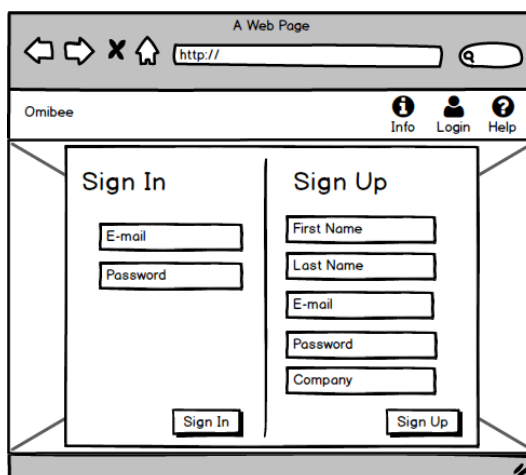 A Web Page
http://
Omibee
Info Login Help
Sign In
E-mail
Password
Sign In
Sign Up
First Name
Last Name
E-mail
Password
Company
Sign Up